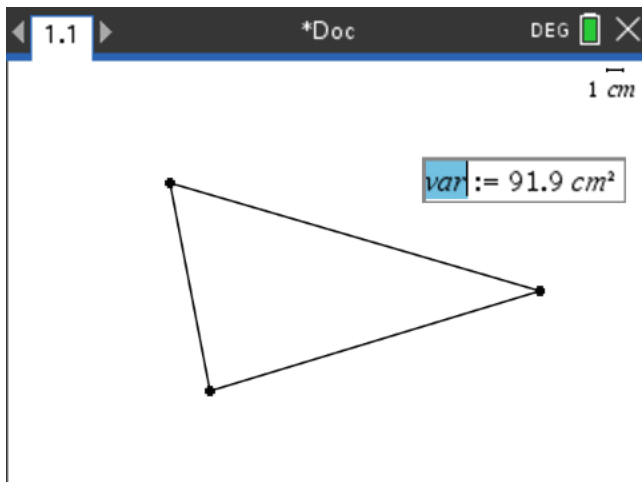 1.1 *Doc DEG
1 cm
var := 91.9 cm²